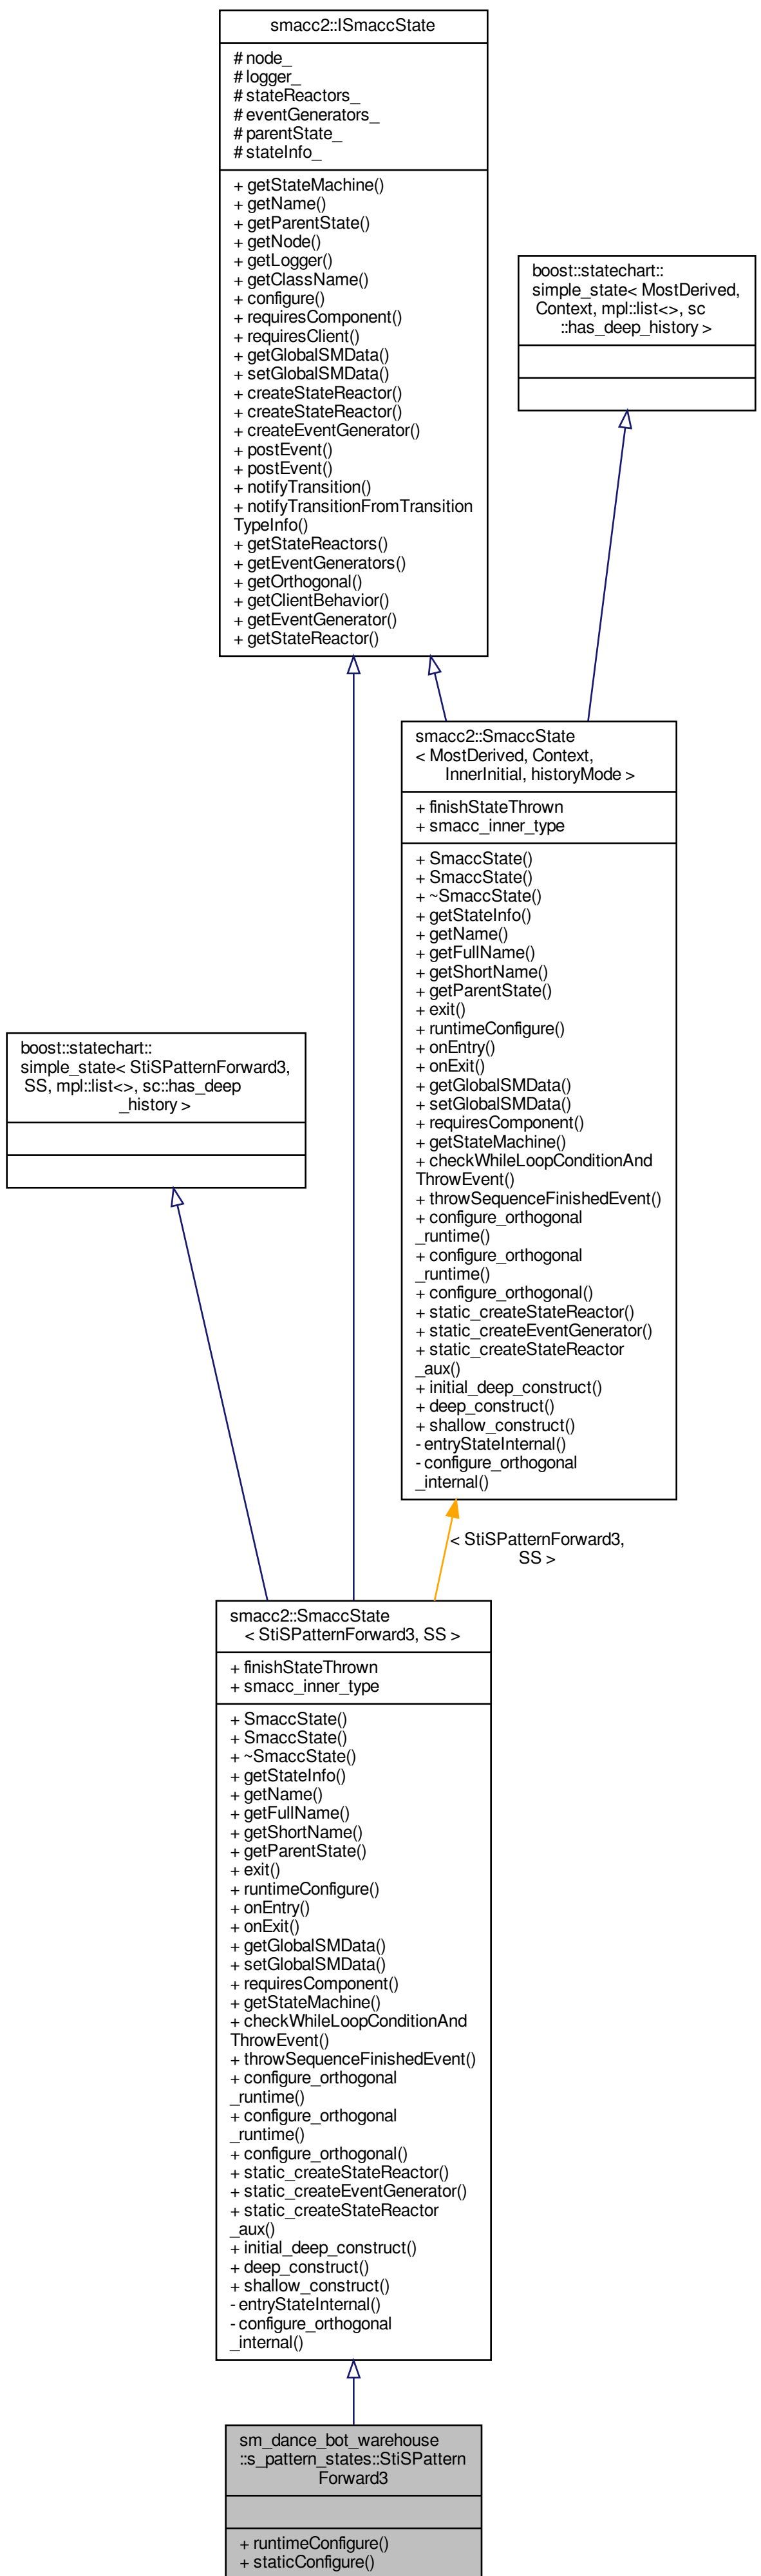 smacc2::ISmaccState
# node_
# logger_
# stateReactors_
# eventGenerators_
# parentState_
# stateInfo_
+ getStateMachine()
+ getName()
+ getParentState()
+ getNode()
+ getLogger()
+ getClassName()
+ configure()
+ requiresComponent()
+ requiresClient()
+ getGlobalSMData()
+ setGlobalSMData()
+ createStateReactor()
+ createStateReactor()
+ createEventGenerator()
+ postEvent()
+ postEvent()
+ notifyTransition()
+ notifyTransitionFromTransition
TypeInfo()
+ getStateReactors()
+ getEventGenerators()
+ getOrthogonal()
+ getClientBehavior()
+ getEventGenerator()
+ getStateReactor()
boost::statechart::
simple_state< MostDerived,
Context, mpl::list<>, sc
::has_deep_history >
smacc2::SmaccState
< MostDerived, Context,
InnerInitial, historyMode >
+ finishStateThrown
+ smacc_inner_type
+ SmaccState()
+ SmaccState()
+ ~SmaccState()
+ getStateInfo()
+ getName()
+ getFullName()
+ getShortName()
+ getParentState()
+ exit()
+ runtimeConfigure()
+ onEntry()
+ onExit()
+ getGlobalSMData()
+ setGlobalSMData()
+ requiresComponent()
+ getStateMachine()
+ checkWhileLoopConditionAnd
ThrowEvent()
+ throwSequenceFinishedEvent()
+ configure_orthogonal
_runtime()
+ configure_orthogonal
_runtime()
+ configure_orthogonal()
+ static_createStateReactor()
+ static_createEventGenerator()
+ static_createStateReactor
_aux()
+ initial_deep_construct()
+ deep_construct()
+ shallow_construct()
- entryStateInternal()
- configure_orthogonal
_internal()
boost::statechart::
simple_state< StiSPatternForward3,
SS, mpl::list<>, sc::has_deep
_history >
< StiSPatternForward3,
SS >
smacc2::SmaccState
< StiSPatternForward3, SS >
+ finishStateThrown
+ smacc_inner_type
+ SmaccState()
+ SmaccState()
+ ~SmaccState()
+ getStateInfo()
+ getName()
+ getFullName()
+ getShortName()
+ getParentState()
+ exit()
+ runtimeConfigure()
+ onEntry()
+ onExit()
+ getGlobalSMData()
+ setGlobalSMData()
+ requiresComponent()
+ getStateMachine()
+ checkWhileLoopConditionAnd
ThrowEvent()
+ throwSequenceFinishedEvent()
+ configure_orthogonal
_runtime()
+ configure_orthogonal
_runtime()
+ configure_orthogonal()
+ static_createStateReactor()
+ static_createEventGenerator()
+ static_createStateReactor
_aux()
+ initial_deep_construct()
+ deep_construct()
+ shallow_construct()
- entryStateInternal()
- configure_orthogonal
_internal()
sm_dance_bot_warehouse
::s_pattern_states::StiSPattern
Forward3
+ runtimeConfigure()
+ staticConfigure()